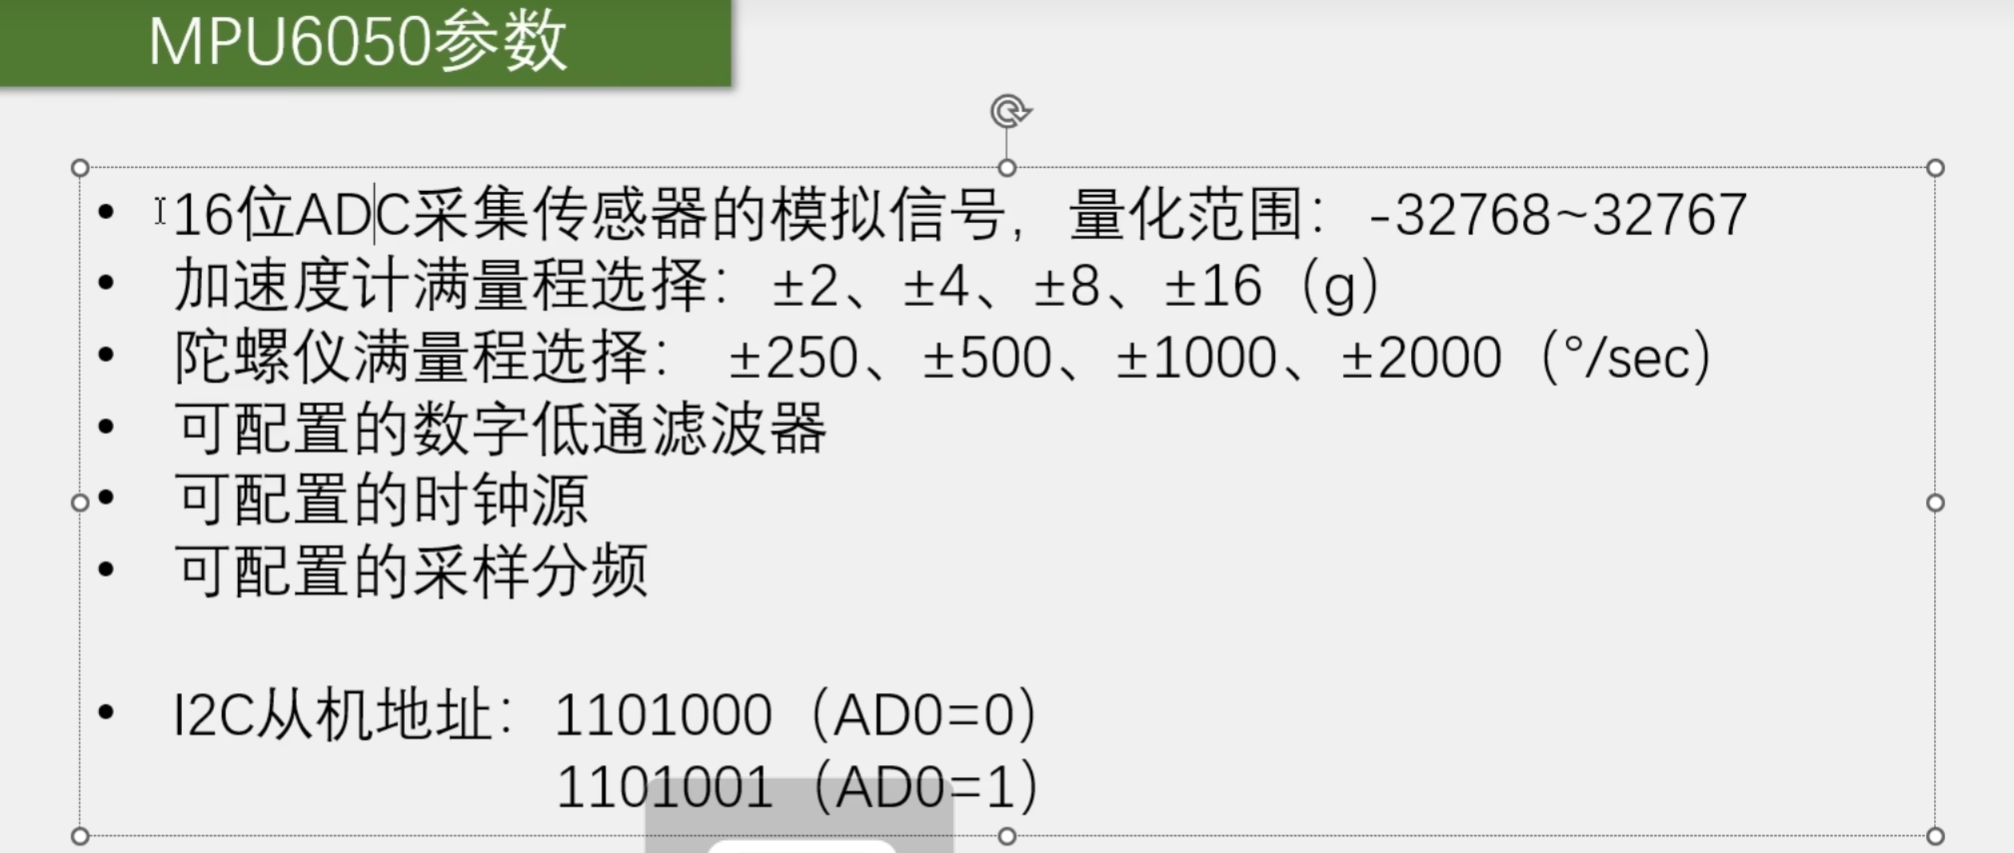 MPU6050参数
• 16位ADC采集传感器的模拟信号，量化范围：-32768~32767
• 加速度计满量程选择：±2、±4、±8、±16（g）
• 陀螺仪满量程选择： ±250、±500、±1000、±2000（°/sec）
• 可配置的数字低通滤波器
• 可配置的时钟源
• 可配置的采样分频
• I2C从机地址：1101000（AD0=0）
1101001（AD0=1）